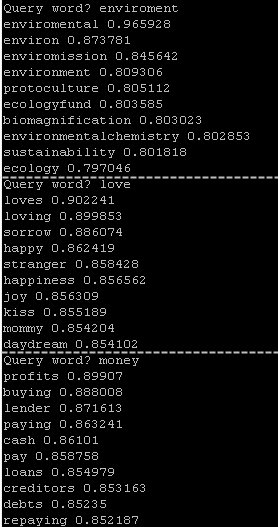 Query word? enviroment
enviromental 0.965928
environ 0.873781
enviromission 0.845642
environment 0.809306
protoculture 0.805112
ecologyfund 0.803585
biomagnification 0.803023
environmentalchemistry 0.802853
sustainability 0.801818
ecology 0.797046
Query word? love
loves 0.902241
loving 0.899853
sorrow 0.886074
happy 0.862419
stranger 0.858428
happiness 0.856562
joy 0.856309
kiss 0.855189
mommy 0.854204
daydream 0.854102
Query word? money
profits 0.89907
buying 0.888008
lender 0.871613
paying 0.863241
cash 0.86101
pay 0.858758
loans 0.854979
creditors 0.853163
debts 0.85235
repaying 0.852187